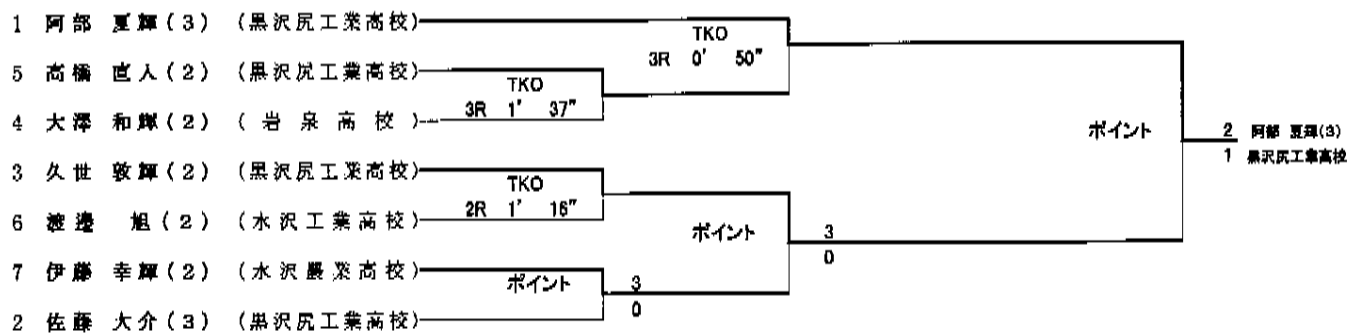 1 阿部 夏輝(3) (黒沢尻工業高校)
TKO
3R 0' 50"
5 高橋 直人(2) (黒沢尻工業高校)
TKO
3R 1' 37"
4 大澤 和輝(2) (岩泉高校)
ポイント
2 阿部 夏輝(3)
1 黒沢尻工業高校
3 久世 敦輝(2) (黒沢尻工業高校)
TKO
2R 1' 16"
6 渡邊 旭(2) (水沢工業高校)
ポイント
3
0
7 伊藤 幸輝(2) (水沢農業高校)
ポイント
3
0
2 佐藤 大介(3) (黒沢尻工業高校)